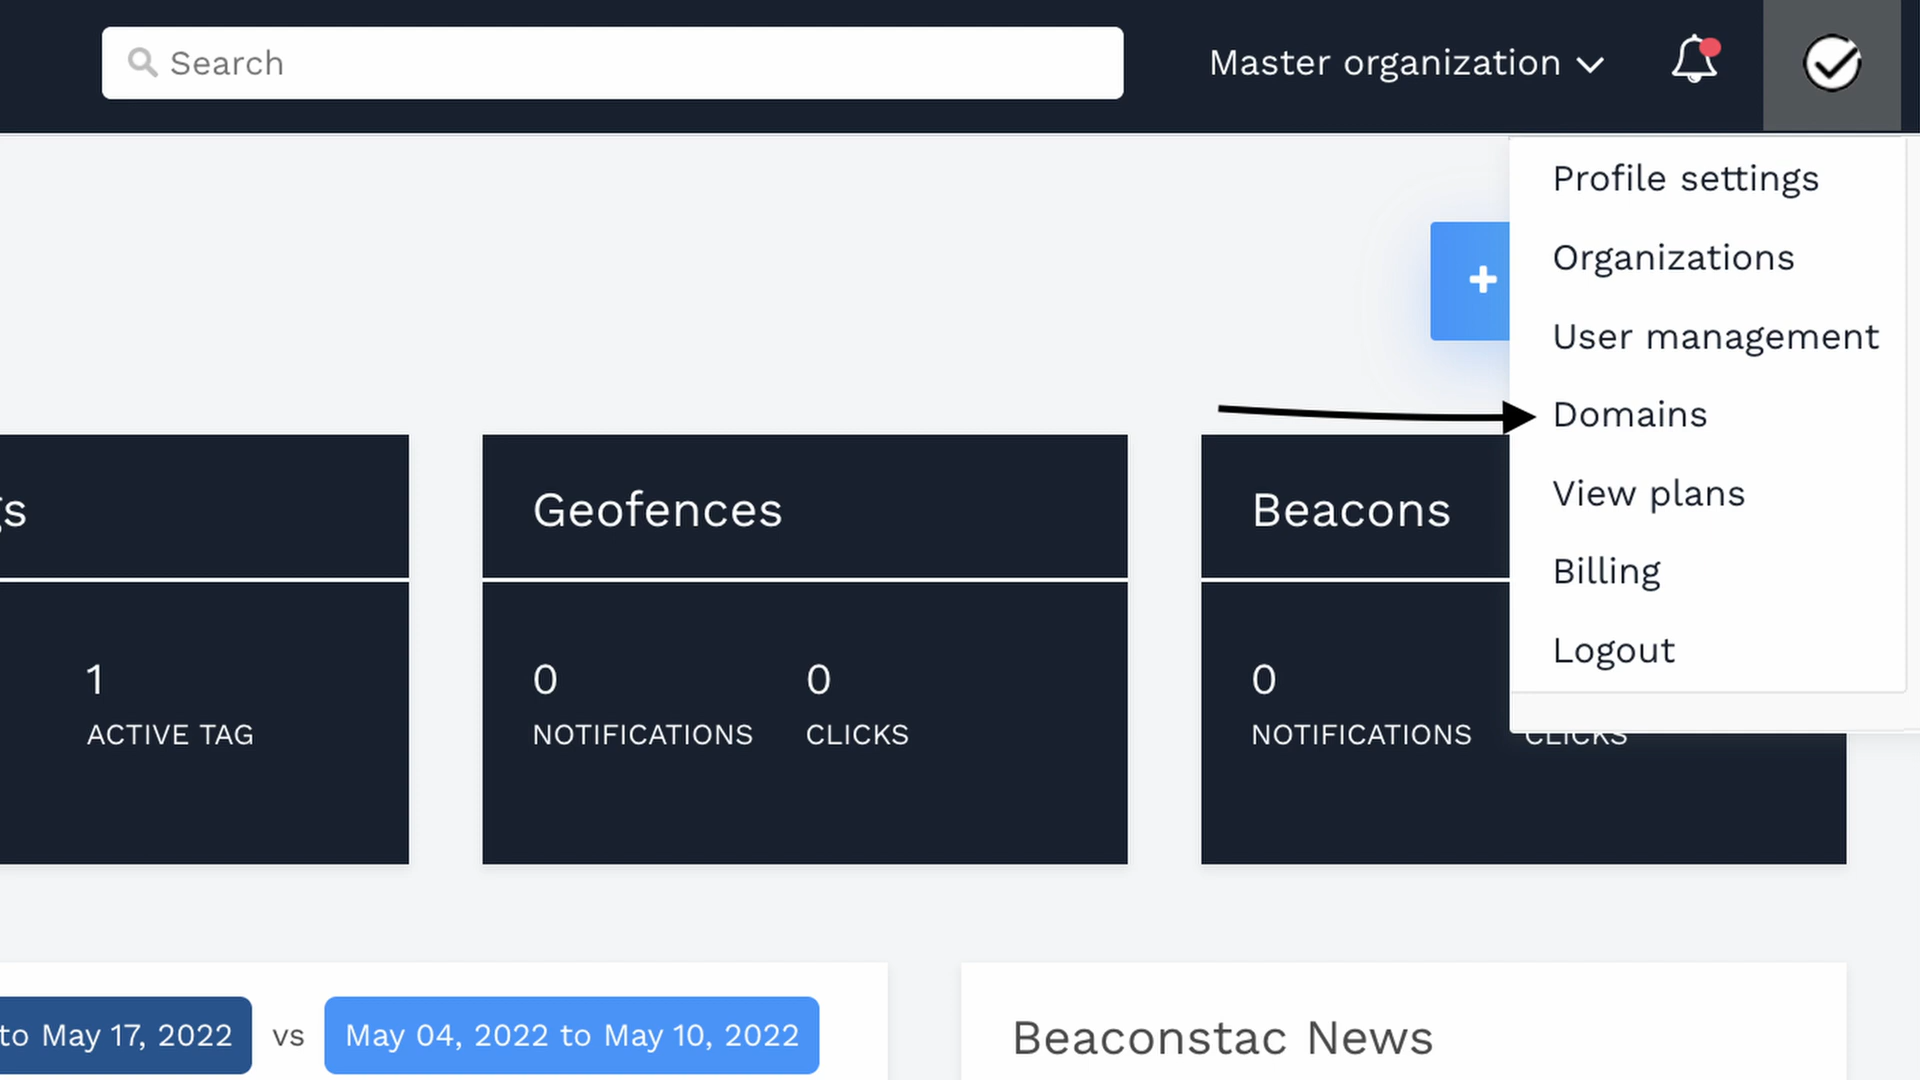 Search
Master organization
Profile settings
Organizations
User management
Domains
View plans
Billing
Logout
Geofences
Beacons
1
ACTIVE TAG
0
NOTIFICATIONS
0
CLICKS
0
NOTIFICATIONS
CLICKS
to May 17, 2022
vs
May 04, 2022 to May 10, 2022
Beaconstac News